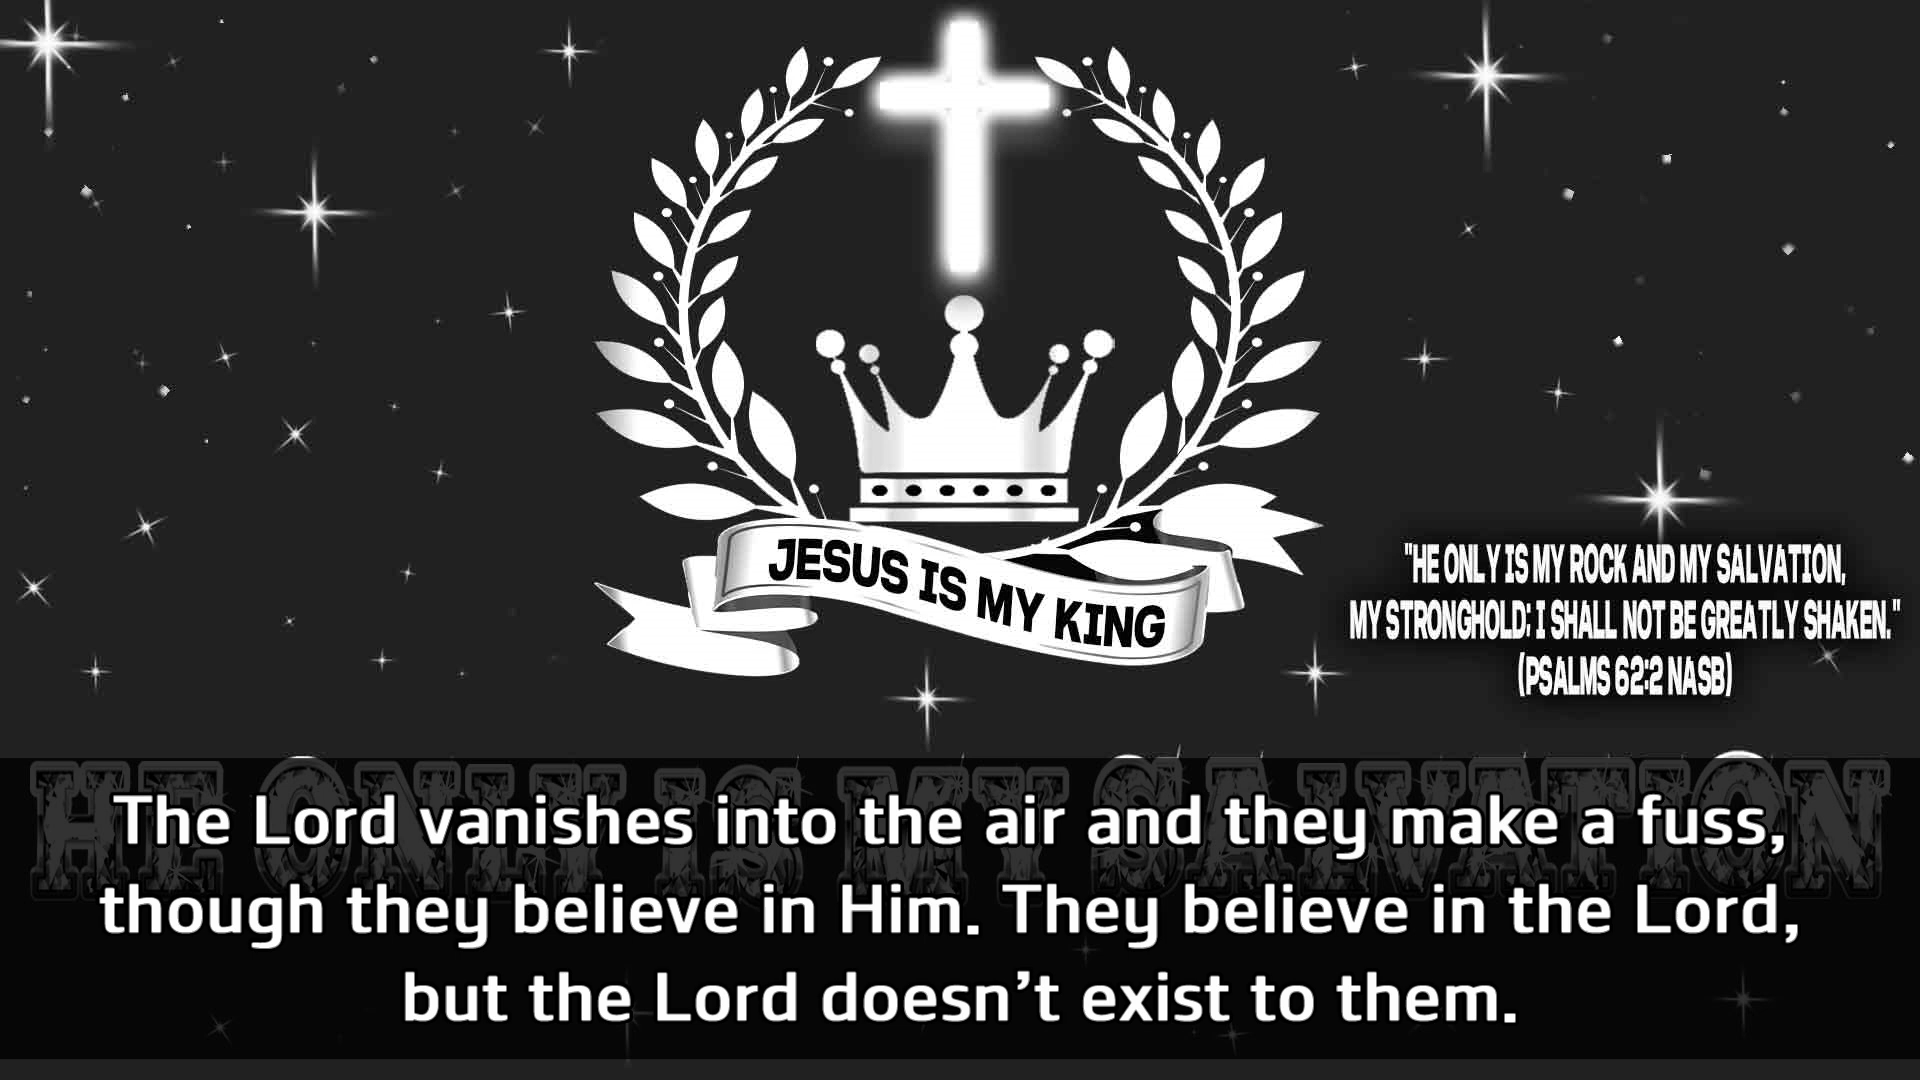 JESUS IS MY KING
"HE ONLY IS MY ROCK AND MY SALVATION,
MY STRONGHOLD; I SHALL NOT BE GREATLY SHAKEN."
(PSALMS 62:2 NASB)
HE ONLY IS MY SALVATION
The Lord vanishes into the air and they make a fuss,
though they believe in Him. They believe in the Lord,
but the Lord doesn’t exist to them.